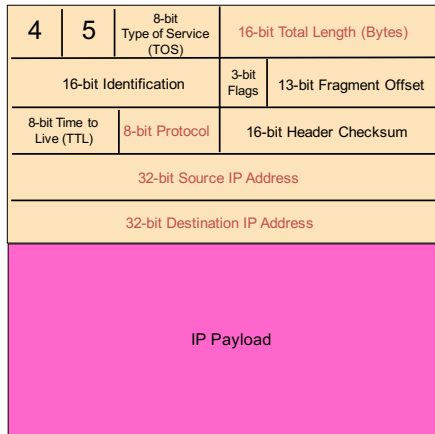 4
5
8-bit
Type of Service
(TOS)
16-bit Total Length (Bytes)
16-bit Identification
3-bit
Flags
13-bit Fragment Offset
8-bit Time to
Live (TTL)
8-bit Protocol
16-bit Header Checksum
32-bit Source IP Address
32-bit Destination IP Address
IP Payload